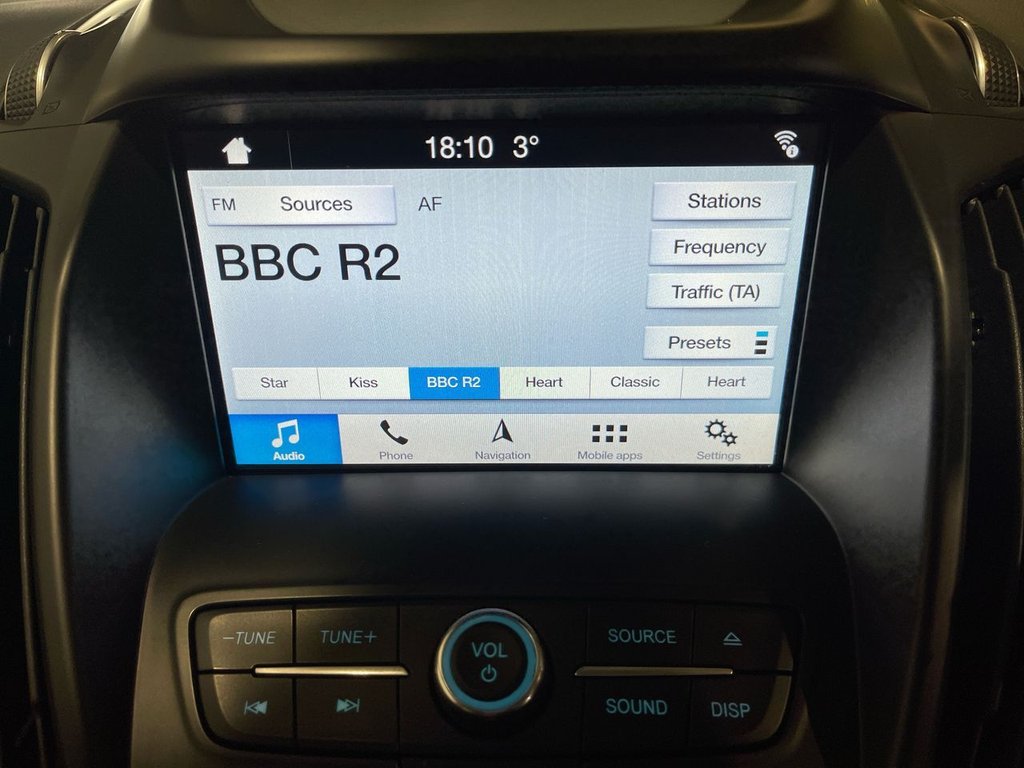 18:10 3°
FM Sources AF Stations
BBC R2 Frequency
Traffic (TA)
Presets
Star Kiss BBC R2 Heart Classic Heart
Audio Phone Navigation Mobile apps Settings
−TUNE TUNE+ VOL SOURCE
SOUND DISP